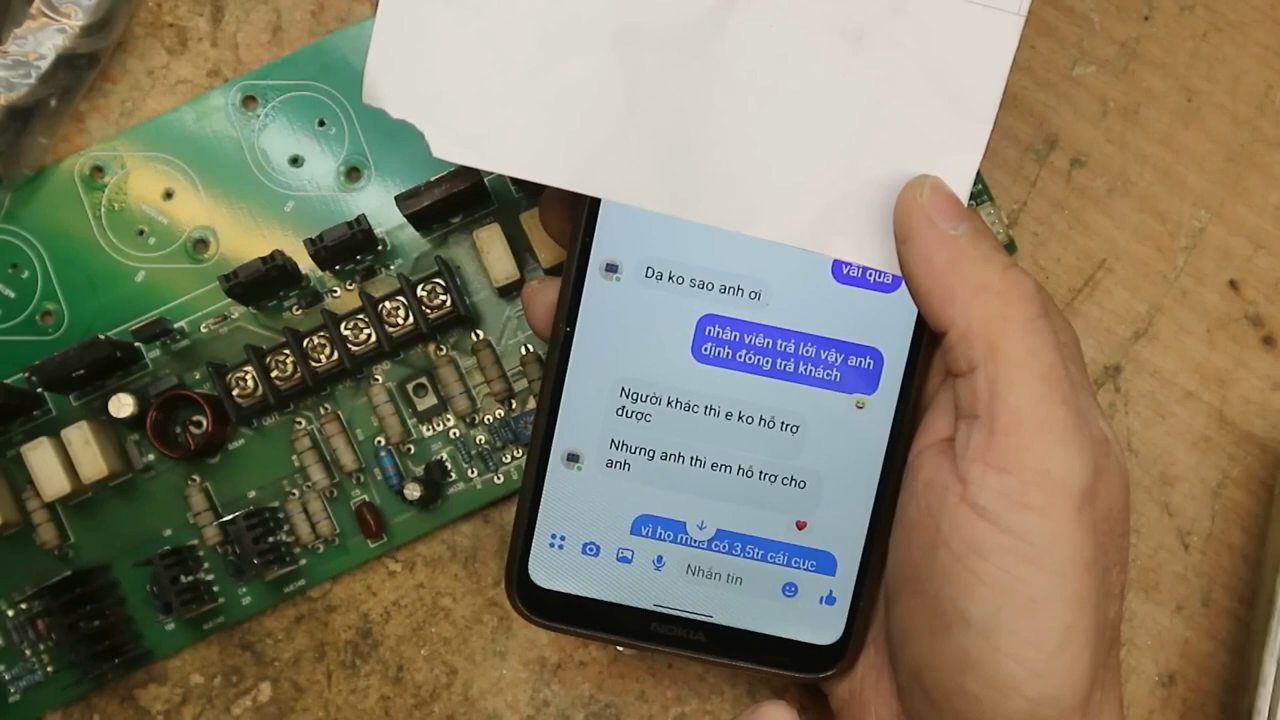 vãi quá
Dạ ko sao anh ơi
nhân viên trả lời vậy anh
định đóng trả khách
Người khác thì e ko hỗ trợ
được
Nhưng anh thì em hỗ trợ cho
anh
vì họ mua có 3,5tr cái cục
Nhắn tin
NOKIA
OUT